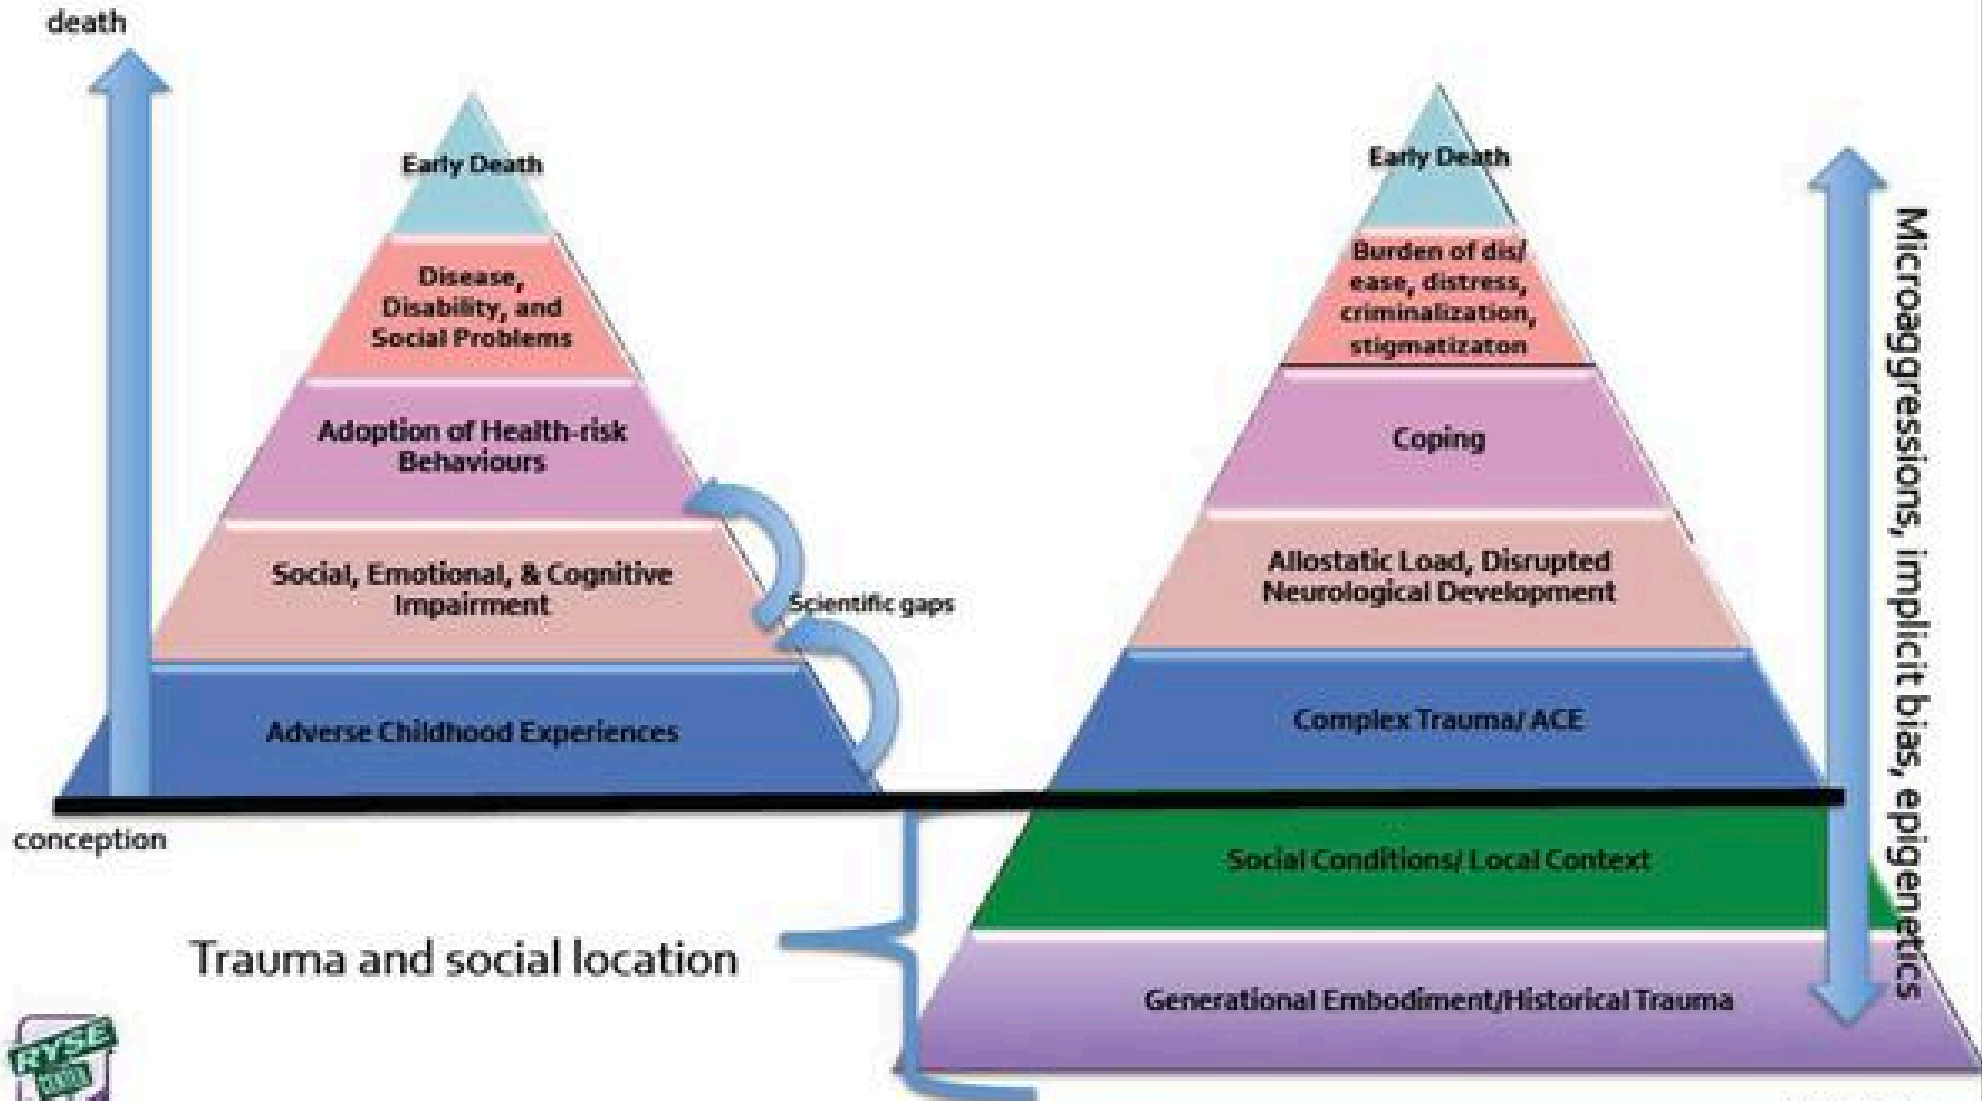 death
Early Death
Disease,
Disability, and
Social Problems
Adoption of Health-risk
Behaviours
Social, Emotional, & Cognitive
Impairment
Scientific gaps
Adverse Childhood Experiences
conception
Early Death
Burden of dis/
ease, distress,
criminalization,
stigmatizaton
Coping
Allostatic Load, Disrupted
Neurological Development
Complex Trauma/ ACE
Social Conditions/ Local Context
Generational Embodiment/Historical Trauma
Microaggressions, implicit bias, epigenetics
Trauma and social location
RYSE
CENTER